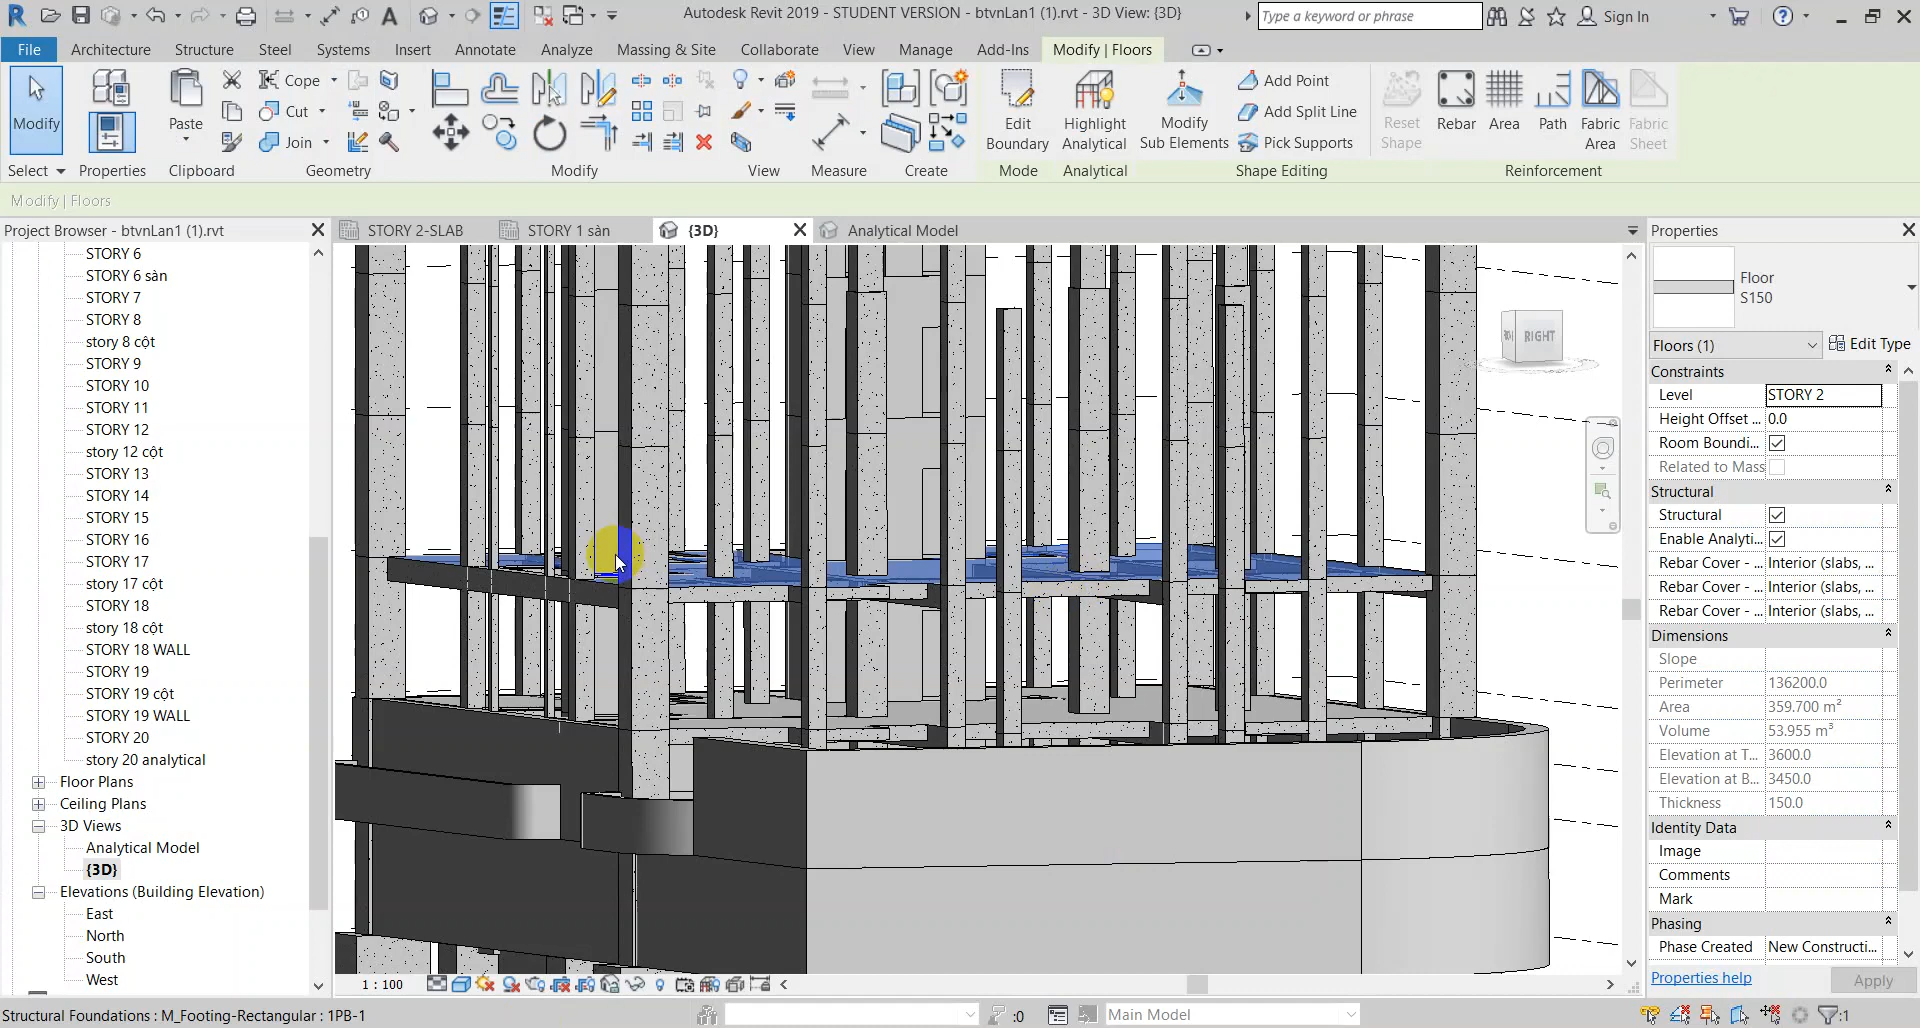 Autodesk Revit 2019 - STUDENT VERSION - btvnLan1 (1).rvt - 3D View: {3D}
Type a keyword or phrase
Sign In
File Architecture Structure Steel Systems Insert Annotate Analyze Massing & Site Collaborate View Manage Add-Ins Modify | Floors
Modify
Paste
Cope
Cut
Join
Edit Boundary
Highlight Analytical
Modify Sub Elements
Add Point
Add Split Line
Pick Supports
Reset Shape
Rebar
Area
Path
Fabric Area
Fabric Sheet
Select Properties Clipboard Geometry Modify View Measure Create Mode Analytical Shape Editing Reinforcement
Modify | Floors
Project Browser - btvnLan1 (1).rvt
STORY 6
STORY 6 sàn
STORY 7
STORY 8
story 8 cột
STORY 9
STORY 10
STORY 11
STORY 12
story 12 cột
STORY 13
STORY 14
STORY 15
STORY 16
STORY 17
story 17 cột
STORY 18
story 18 cột
STORY 18 WALL
STORY 19
STORY 19 cột
STORY 19 WALL
STORY 20
story 20 analytical
Floor Plans
Ceiling Plans
3D Views
Analytical Model
{3D}
Elevations (Building Elevation)
East
North
South
West
STORY 2-SLAB
STORY 1 sàn
{3D}
Analytical Model
RIGHT
1 : 100
Properties
Floor
S150
Floors (1)
Edit Type
Constraints
Level STORY 2
Height Offset ... 0.0
Room Boundi...
Related to Mass
Structural
Structural
Enable Analyti...
Rebar Cover - ... Interior (slabs, ...
Rebar Cover - ... Interior (slabs, ...
Rebar Cover - ... Interior (slabs, ...
Dimensions
Slope
Perimeter 136200.0
Area 359.700 m²
Volume 53.955 m³
Elevation at T... 3600.0
Elevation at B... 3450.0
Thickness 150.0
Identity Data
Image
Comments
Mark
Phasing
Phase Created New Constructi...
Properties help
Apply
Structural Foundations : M_Footing-Rectangular : 1PB-1
:0
Main Model
:1